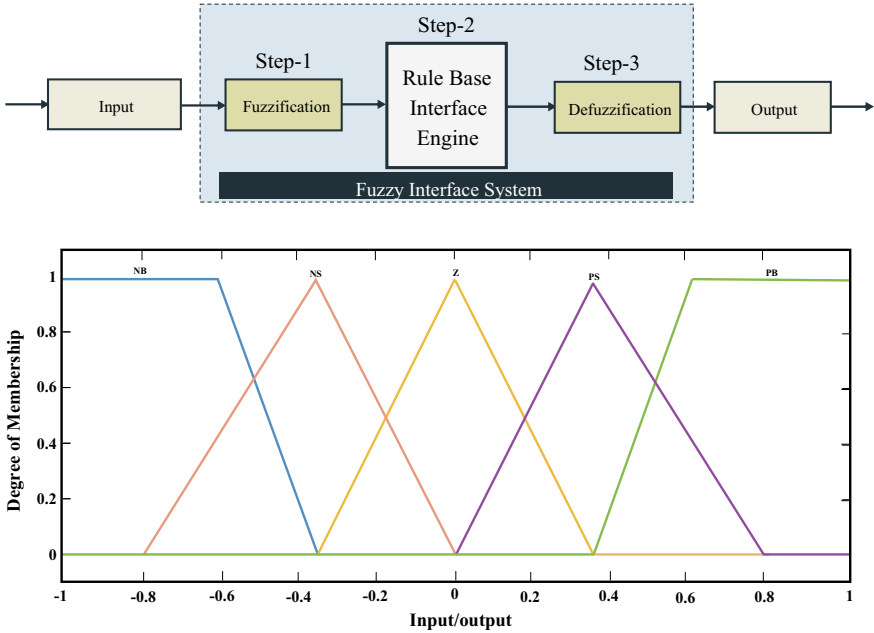 Step-1
Step-2
Step-3
Input
Fuzzification
Rule Base
Interface
Engine
Defuzzification
Output
Fuzzy Interface System
NB
NS
Z
PS
PB
Degree of Membership
1
0.8
0.6
0.4
0.2
0
-1
-0.8
-0.6
-0.4
-0.2
0
0.2
0.4
0.6
0.8
1
Input/output